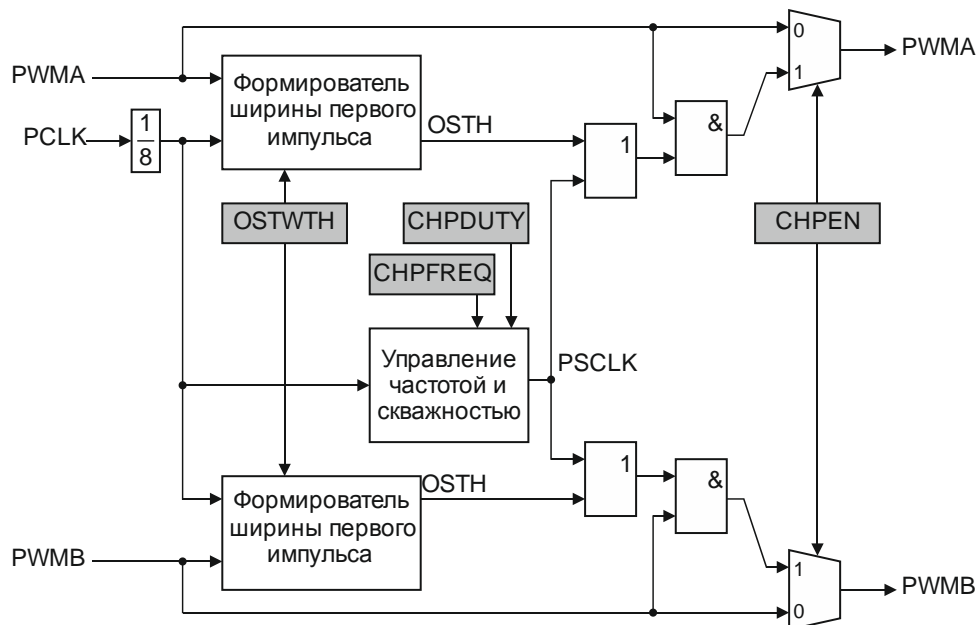 PWMA
PCLK
1
8
Формирователь
ширины первого
импульса
OSTH
1
&
0
1
PWMA
OSTWTH
CHPDUTY
CHPFREQ
CHPEN
Управление
частотой и
скважностью
PSCLK
Формирователь
ширины первого
импульса
OSTH
1
&
1
0
PWMB
PWMB